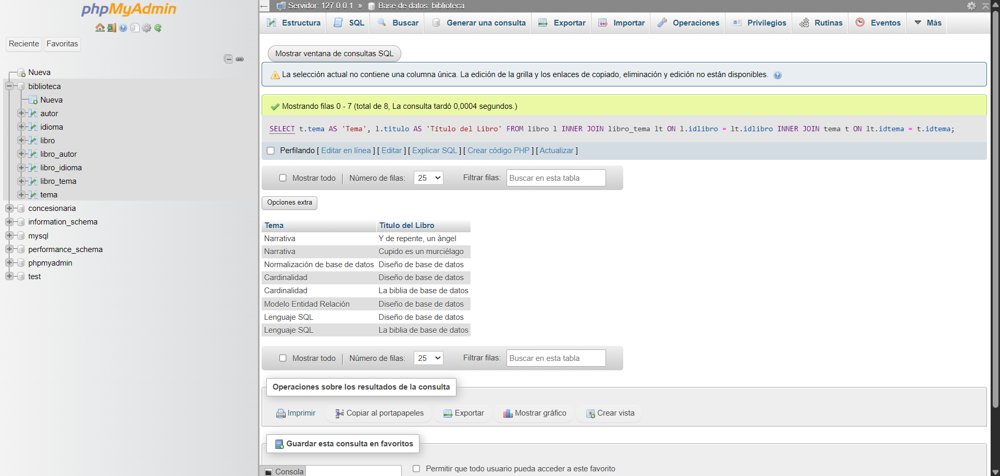 phpMyAdmin
Reciente Favoritas
Nueva
biblioteca
Nueva
autor
idioma
libro
libro_autor
libro_idioma
libro_tema
tema
concesionaria
information_schema
mysql
performance_schema
phpmyadmin
test
Servidor: 127.0.0.1 » Base de datos: biblioteca
Estructura SQL Buscar Generar una consulta Exportar Importar Operaciones Privilegios Rutinas Eventos Más
Mostrar ventana de consultas SQL
La selección actual no contiene una columna única. La edición de la grilla y los enlaces de copiado, eliminación y edición no están disponibles.
Mostrando filas 0 - 7 (total de 8, La consulta tardó 0,0004 segundos.)
SELECT t.tema AS 'Tema', l.titulo AS 'Título del Libro' FROM libro l INNER JOIN libro_tema lt ON l.idlibro = lt.idlibro INNER JOIN tema t ON lt.idtema = t.idtema;
Perfilando [ Editar en línea ] [ Editar ] [ Explicar SQL ] [ Crear código PHP ] [ Actualizar ]
Mostrar todo | Número de filas: 25 Filtrar filas: Buscar en esta tabla
Opciones extra
Tema Título del Libro
Narrativa Y de repente, un ángel
Narrativa Cupido es un murciélago
Normalización de base de datos Diseño de base de datos
Cardinalidad Diseño de base de datos
Cardinalidad La biblia de base de datos
Modelo Entidad Relación Diseño de base de datos
Lenguaje SQL Diseño de base de datos
Lenguaje SQL La biblia de base de datos
Mostrar todo | Número de filas: 25 Filtrar filas: Buscar en esta tabla
Operaciones sobre los resultados de la consulta
Imprimir Copiar al portapapeles Exportar Mostrar gráfico Crear vista
Guardar esta consulta en favoritos
Consola Permitir que todo usuario pueda acceder a este favorito